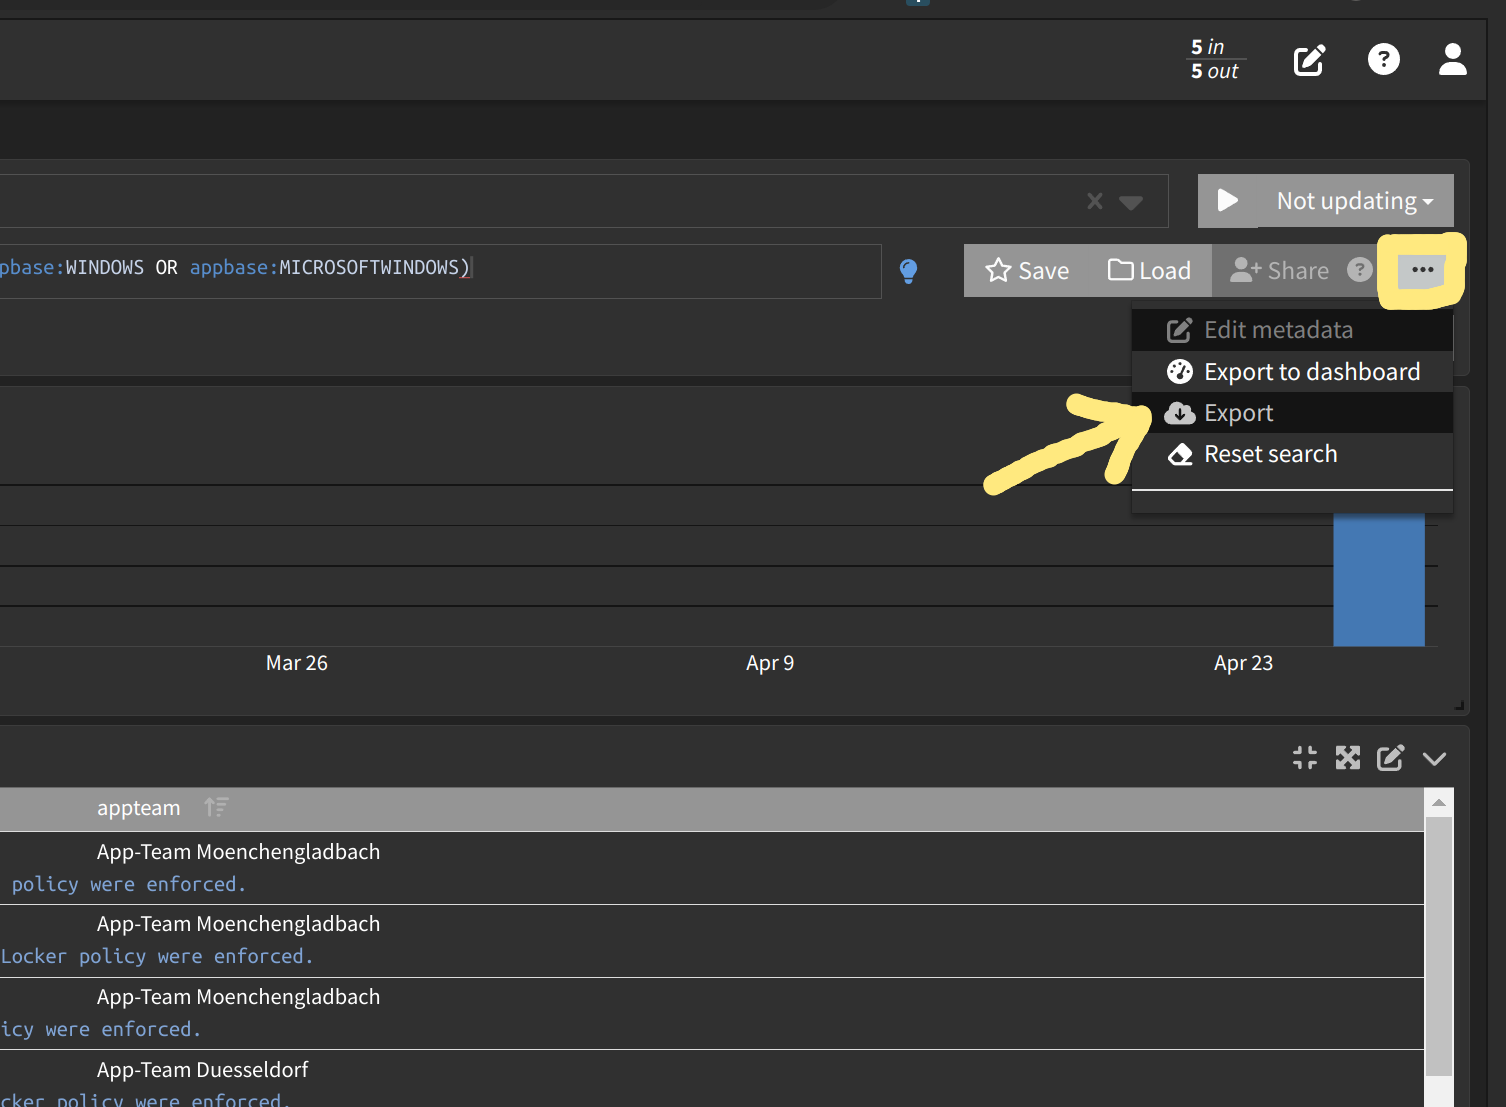 5 in
5 out
Not updating
pbase:WINDOWS OR appbase:MICROSOFTWINDOWS)
Save
Load
Share
Edit metadata
Export to dashboard
Export
Reset search
Mar 26
Apr 9
Apr 23
appteam
App-Team Moenchengladbach
policy were enforced.
App-Team Moenchengladbach
Locker policy were enforced.
App-Team Moenchengladbach
icy were enforced.
App-Team Duesseldorf
cker policy were enforced.